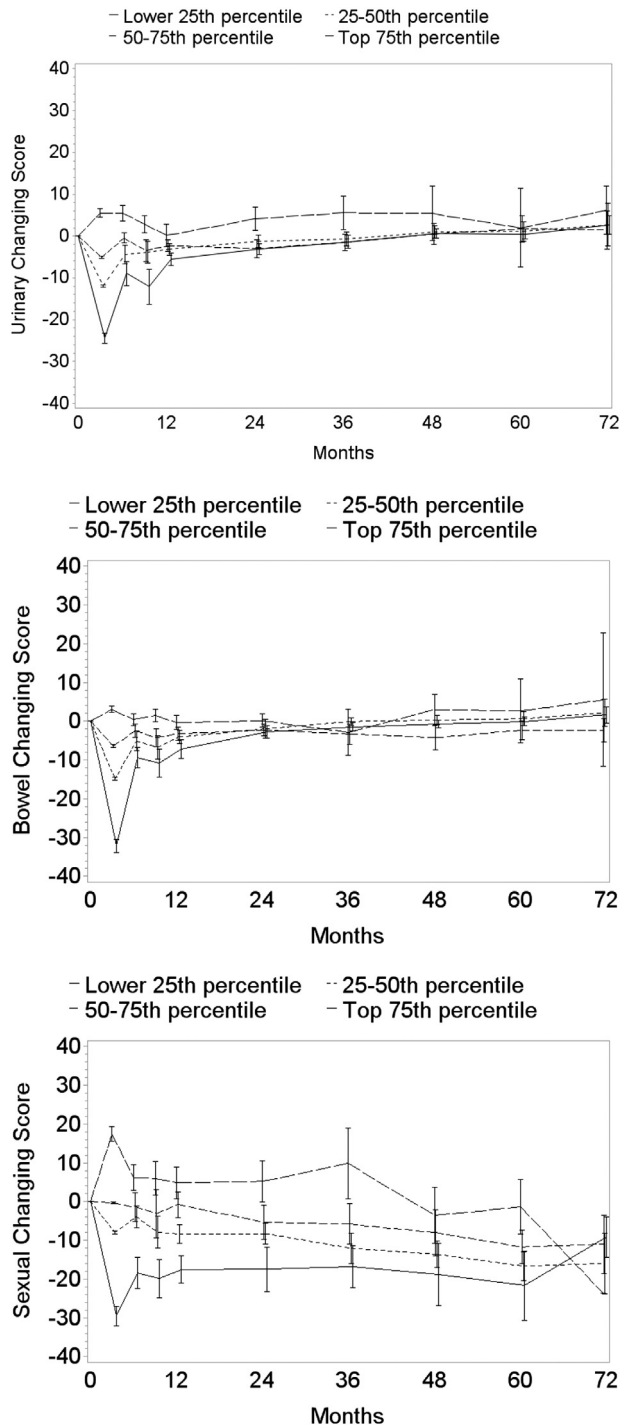 Lower 25th percentile 25-50th percentile
50-75th percentile Top 75th percentile
40
30
20
10
0
-10
-20
-30
-40
Urinary Changing Score
0 12 24 36 48 60 72
Months
Lower 25th percentile 25-50th percentile
50-75th percentile Top 75th percentile
40
30
20
10
0
-10
-20
-30
-40
Bowel Changing Score
0 12 24 36 48 60 72
Months
Lower 25th percentile 25-50th percentile
50-75th percentile Top 75th percentile
40
30
20
10
0
-10
-20
-30
-40
Sexual Changing Score
0 12 24 36 48 60 72
Months